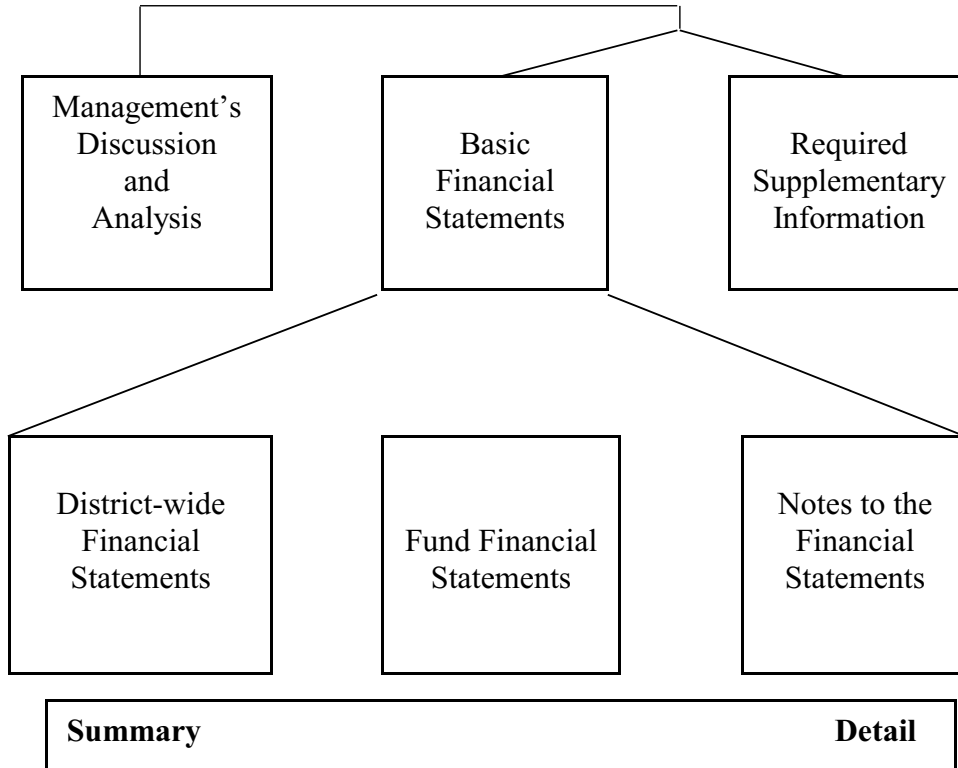 Management’s
Discussion
and
Analysis
Basic
Financial
Statements
Required
Supplementary
Information
District-wide
Financial
Statements
Fund Financial
Statements
Notes to the
Financial
Statements
Summary Detail